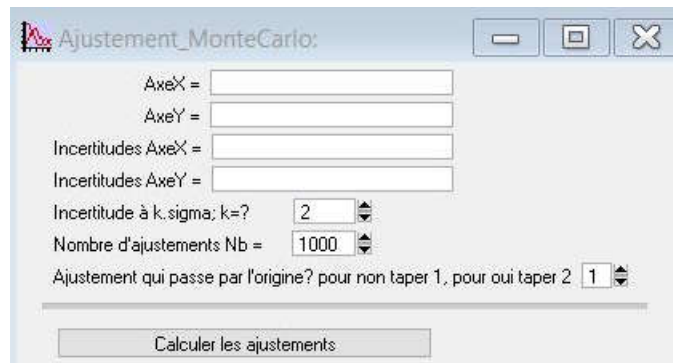 Ajustement_MonteCarlo:
AxeX =
AxeY =
Incertitudes AxeX =
Incertitudes AxeY =
Incertitude à k.sigma; k=? 2
Nombre d'ajustements Nb = 1000
Ajustement qui passe par l'origine? pour non taper 1, pour oui taper 2 1
Calculer les ajustements